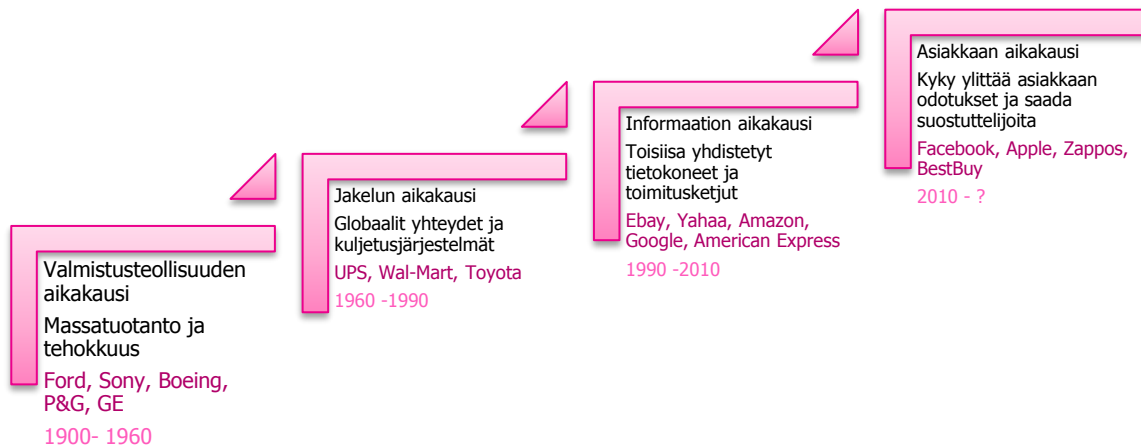 Valmistusteollisuuden
aikakausi
Massatuotanto ja
tehokkuus
Ford, Sony, Boeing,
P&G, GE
1900- 1960
Jakelun aikakausi
Globaalit yhteydet ja
kuljetusjärjestelmät
UPS, Wal-Mart, Toyota
1960 -1990
Informaation aikakausi
Toisiisa yhdistetyt
tietokoneet ja
toimitusketjut
Ebay, Yahaa, Amazon,
Google, American Express
1990 -2010
Asiakkaan aikakausi
Kyky ylittää asiakkaan
odotukset ja saada
suostuttelijoita
Facebook, Apple, Zappos,
BestBuy
2010 - ?